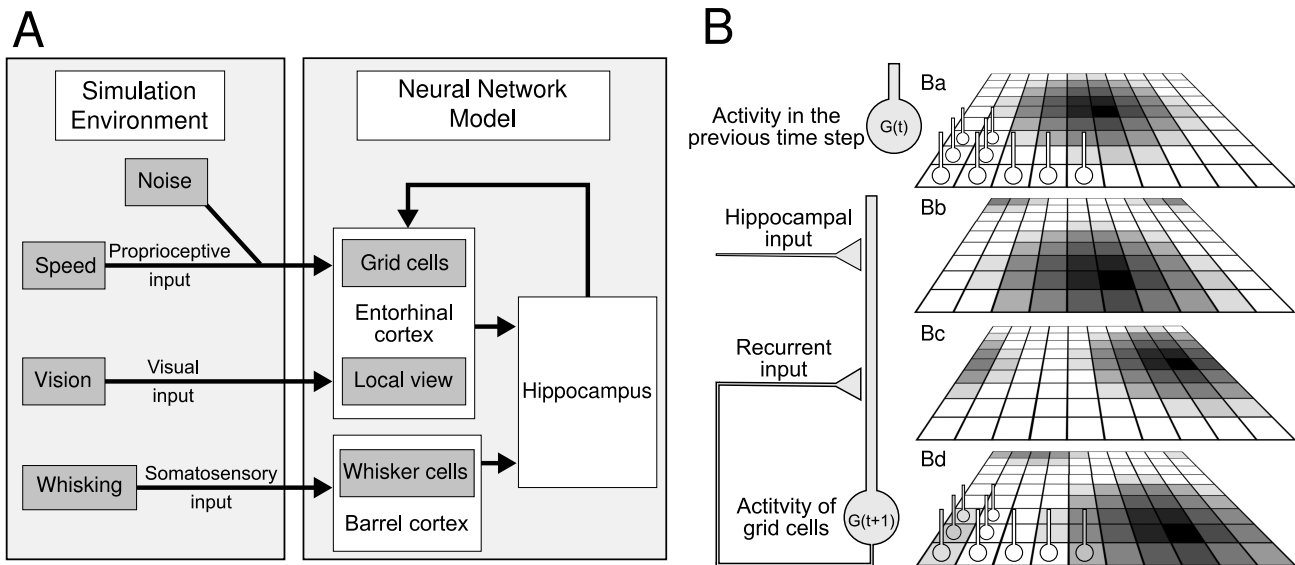 A
Simulation
Environment
Noise
Speed
Proprioceptive
input
Vision
Visual
input
Whisking
Somatosensory
input
Neural Network
Model
Grid cells
Entorhinal
cortex
Local view
Whisker cells
Barrel cortex
Hippocampus
B
Activity in the
previous time step
G(t)
Hippocampal
input
Recurrent
input
Actitvity of
grid cells
G(t+1)
Ba
Bb
Bc
Bd